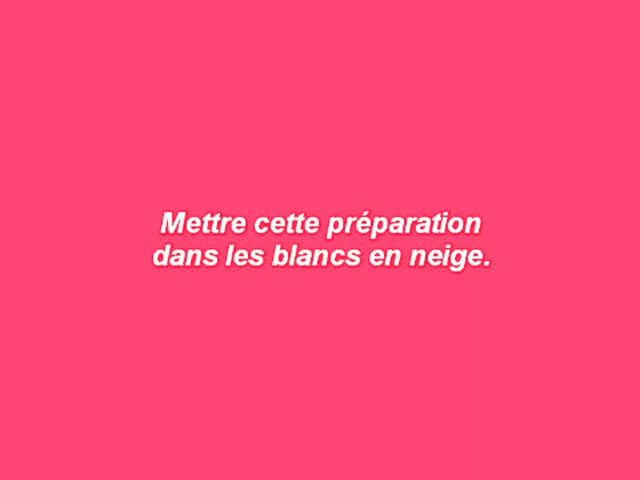 Mettre cette préparation
dans les blancs en neige.